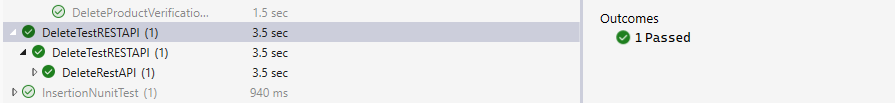 DeleteProductVerificatio... 1.5 sec
DeleteTestRESTAPI (1) 3.5 sec
DeleteTestRESTAPI (1) 3.5 sec
DeleteRestAPI (1) 3.5 sec
InsertionNunitTest (1) 940 ms
Outcomes
1 Passed